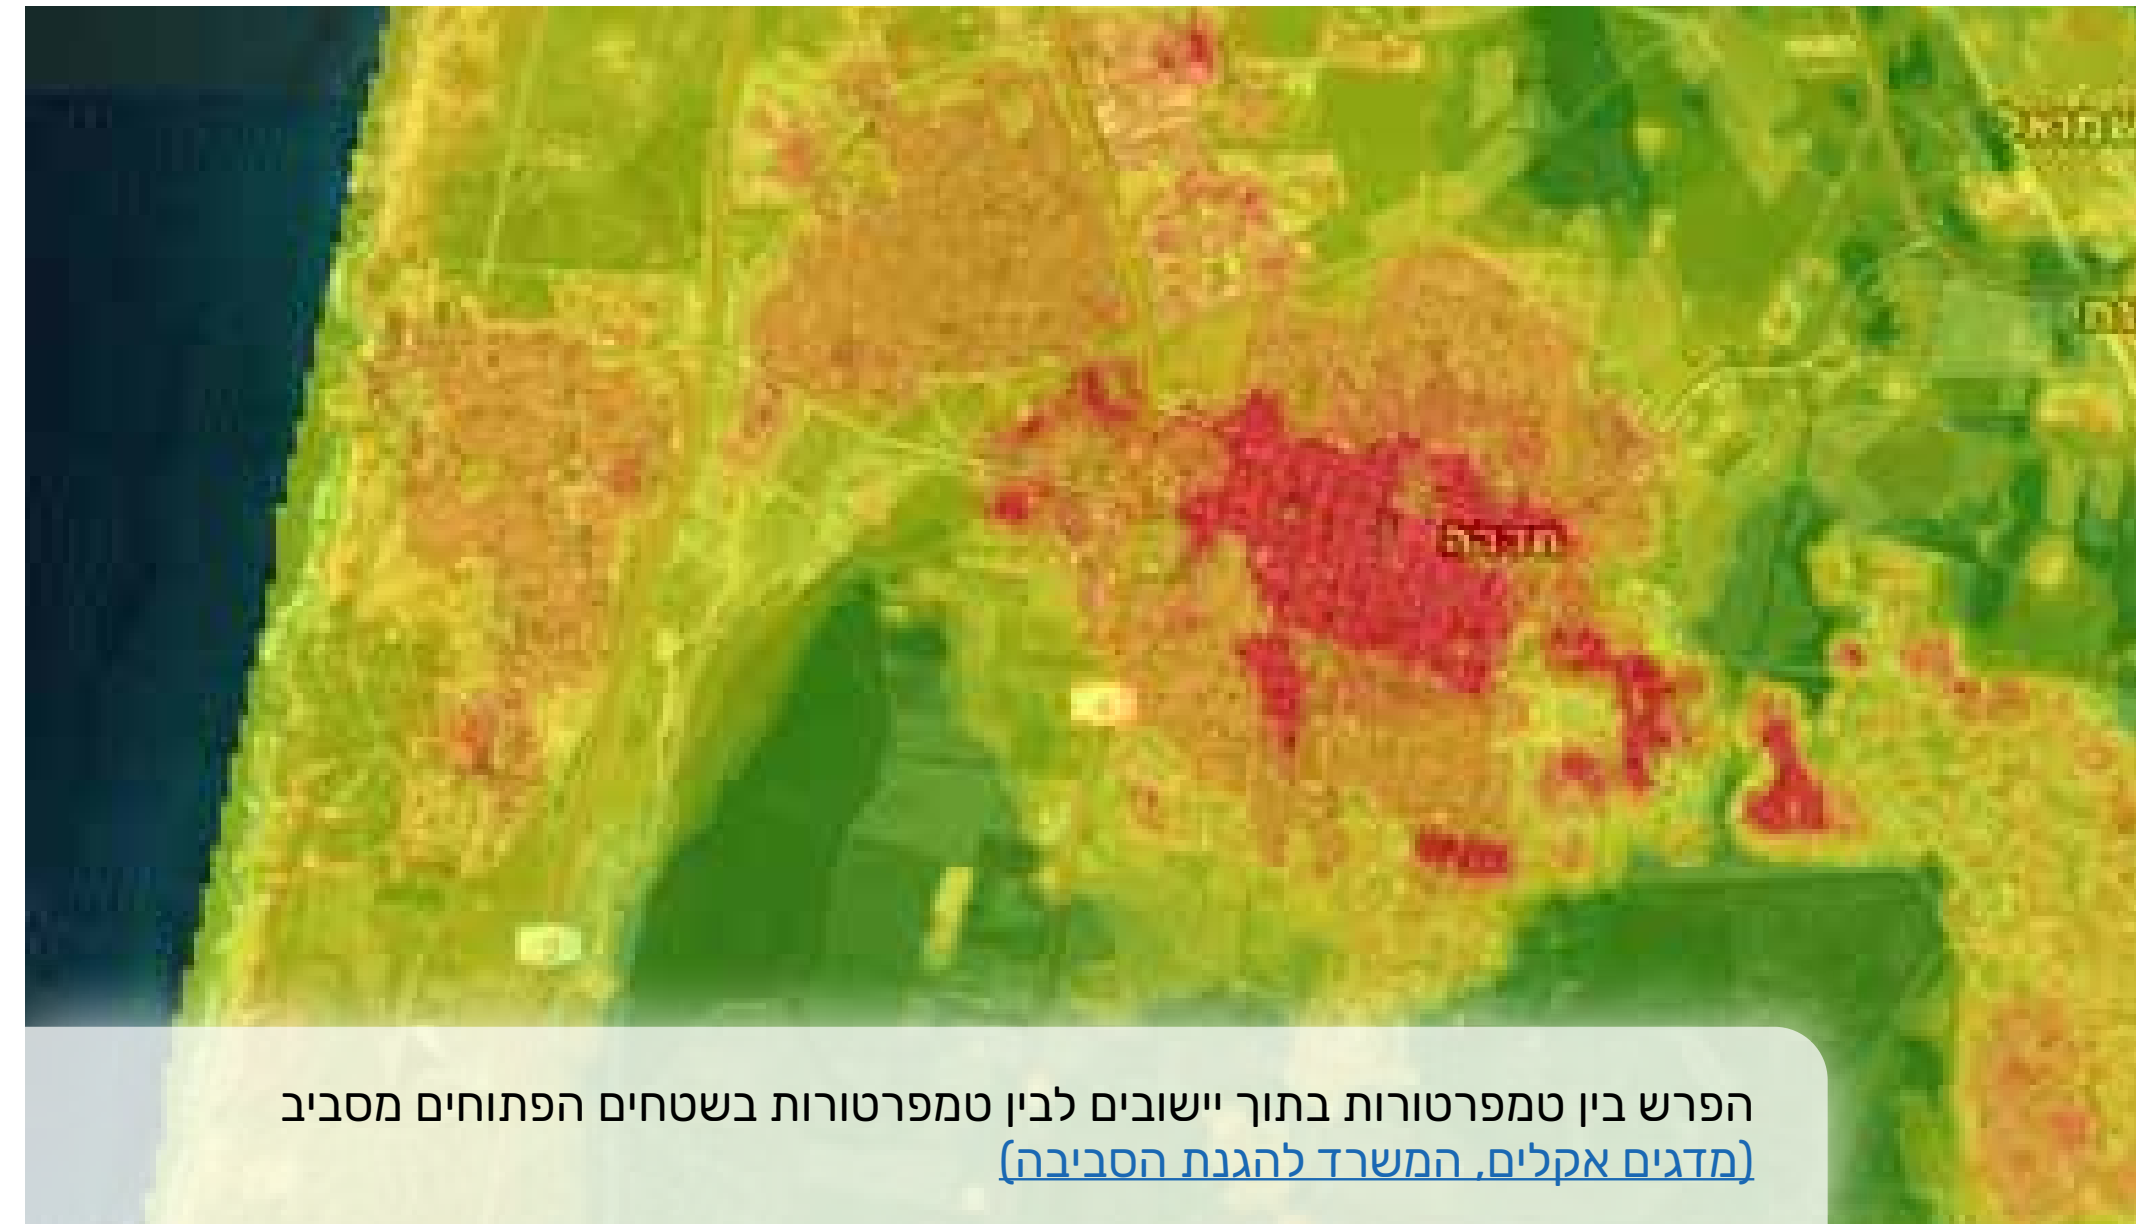 הפרש בין טמפרטורות בתוך יישובים לבין טמפרטורות בשטחים הפתוחים מסביב
(מדגים אקלים, המשרד להגנת הסביבה)